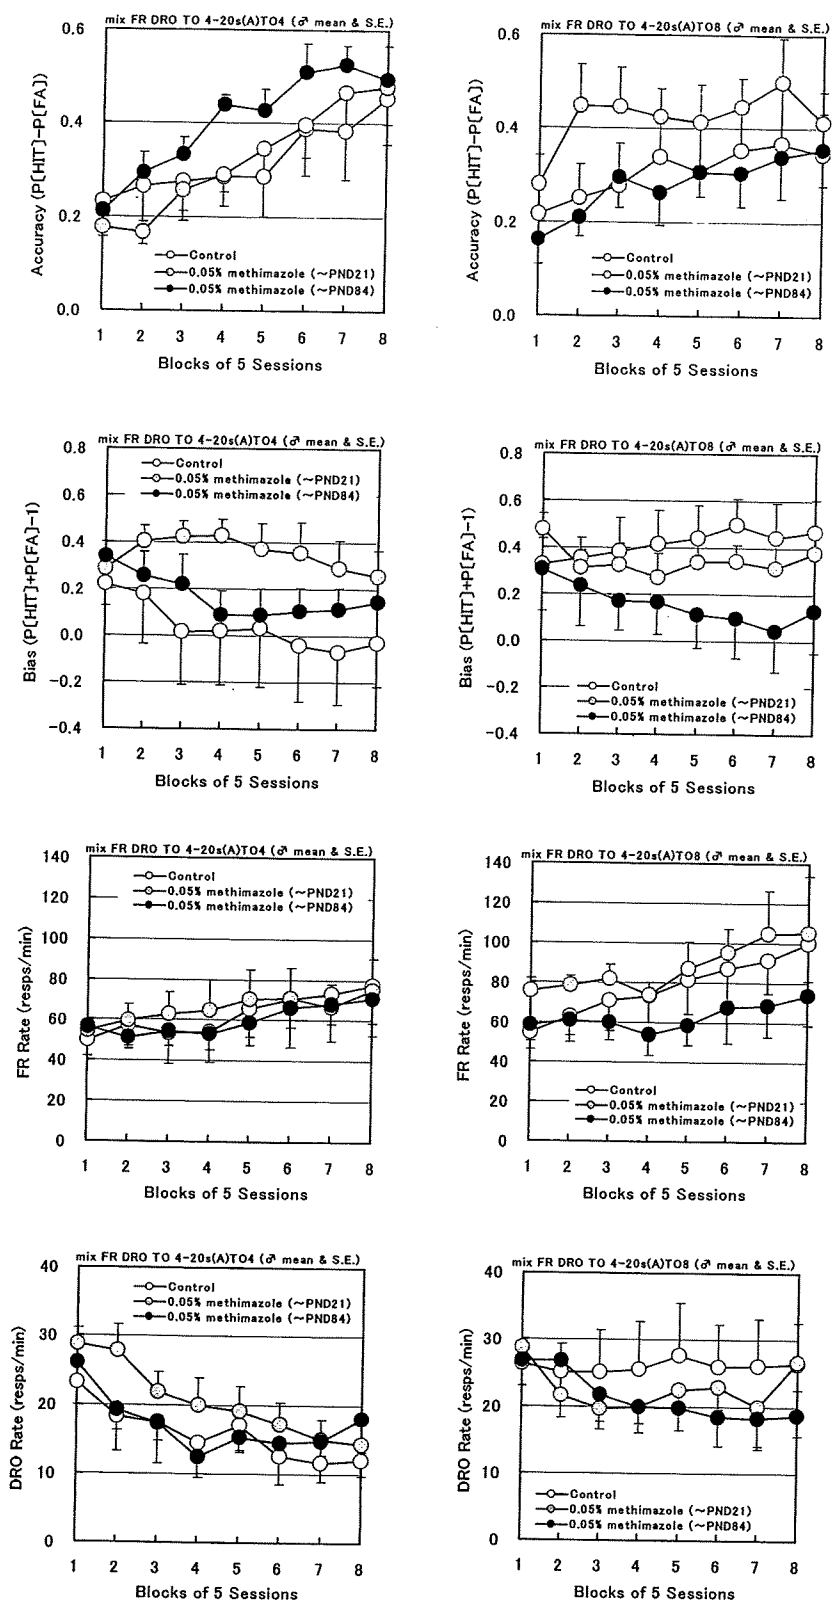 mix FR DRO TO 4-20s(A)TO4 (♂ mean & S.E.)
0.6
0.4
0.2
0.0
Accuracy (P[HIT]-P[FA])
Control
0.05% methimazole (~PND21)
0.05% methimazole (~PND84)
1 2 3 4 5 6 7 8
Blocks of 5 Sessions
mix FR DRO TO 4-20s(A)TO8 (♂ mean & S.E.)
0.6
0.4
0.2
0.0
Accuracy (P[HIT]-P[FA])
Control
0.05% methimazole (~PND21)
0.05% methimazole (~PND84)
1 2 3 4 5 6 7 8
Blocks of 5 Sessions
mix FR DRO TO 4-20s(A)TO4 (♂ mean & S.E.)
0.8
0.6
0.4
0.2
0.0
-0.2
-0.4
Bias (P[HIT]+P[FA]-1)
Control
0.05% methimazole (~PND21)
0.05% methimazole (~PND84)
1 2 3 4 5 6 7 8
Blocks of 5 Sessions
mix FR DRO TO 4-20s(A)TO8 (♂ mean & S.E.)
0.8
0.6
0.4
0.2
0.0
-0.2
-0.4
Bias (P[HIT]+P[FA]-1)
Control
0.05% methimazole (~PND21)
0.05% methimazole (~PND84)
1 2 3 4 5 6 7 8
Blocks of 5 Sessions
mix FR DRO TO 4-20s(A)TO4 (♂ mean & S.E.)
140
120
100
80
60
40
20
0
FR Rate (resps/min)
Control
0.05% methimazole (~PND21)
0.05% methimazole (~PND84)
1 2 3 4 5 6 7 8
Blocks of 5 Sessions
mix FR DRO TO 4-20s(A)TO8 (♂ mean & S.E.)
140
120
100
80
60
40
20
0
FR Rate (resps/min)
Control
0.05% methimazole (~PND21)
0.05% methimazole (~PND84)
1 2 3 4 5 6 7 8
Blocks of 5 Sessions
mix FR DRO TO 4-20s(A)TO4 (♂ mean & S.E.)
40
30
20
10
0
DRO Rate (resps/min)
Control
0.05% methimazole (~PND21)
0.05% methimazole (~PND84)
1 2 3 4 5 6 7 8
Blocks of 5 Sessions
mix FR DRO TO 4-20s(A)TO8 (♂ mean & S.E.)
40
30
20
10
0
DRO Rate (resps/min)
Control
0.05% methimazole (~PND21)
0.05% methimazole (~PND84)
1 2 3 4 5 6 7 8
Blocks of 5 Sessions